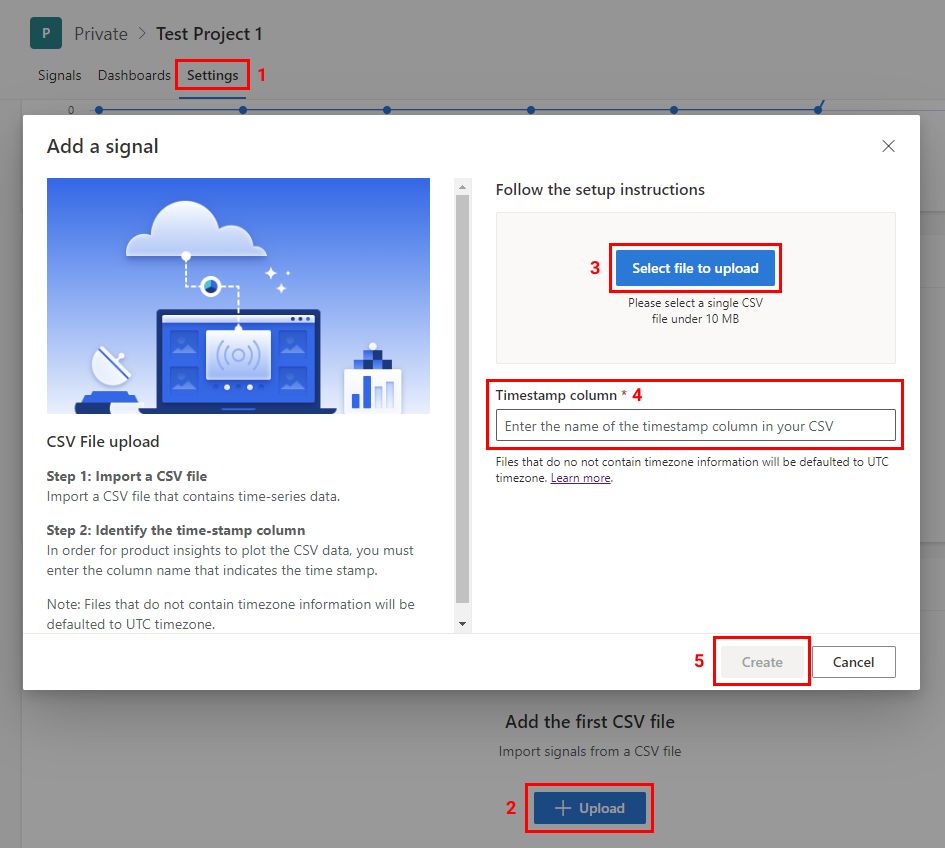 P Private > Test Project 1
Signals Dashboards Settings 1
0
Add a signal
Follow the setup instructions
3 Select file to upload
Please select a single CSV
file under 10 MB
Timestamp column * 4
Enter the name of the timestamp column in your CSV
Files that do no not contain timezone information will be defaulted to UTC
timezone. Learn more.
CSV File upload
Step 1: Import a CSV file
Import a CSV file that contains time-series data.
Step 2: Identify the time-stamp column
In order for product insights to plot the CSV data, you must
enter the column name that indicates the time stamp.
Note: Files that do not contain timezone information will be
defaulted to UTC timezone.
5 Create Cancel
Add the first CSV file
Import signals from a CSV file
2 + Upload